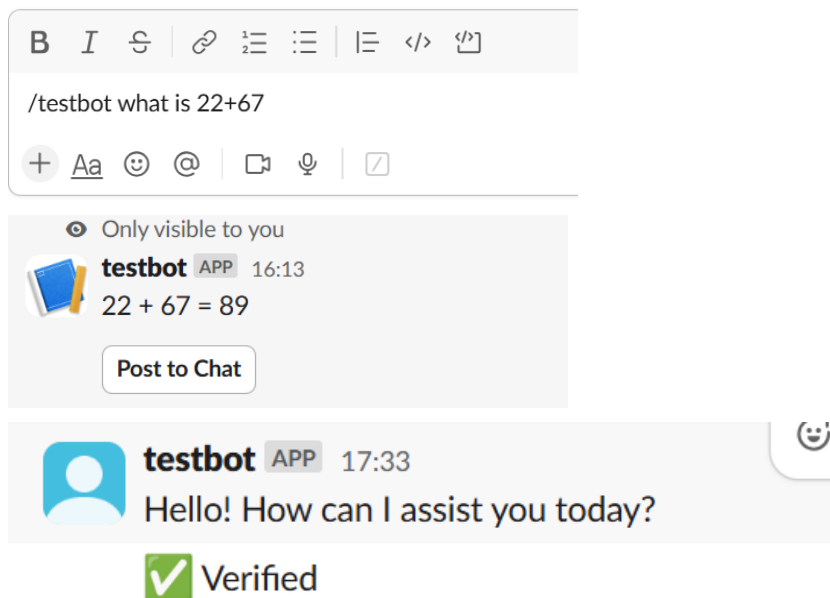 B I S
/testbot what is 22+67
Aa
Only visible to you
testbot APP 16:13
22 + 67 = 89
Post to Chat
testbot APP 17:33
Hello! How can I assist you today?
✅ Verified